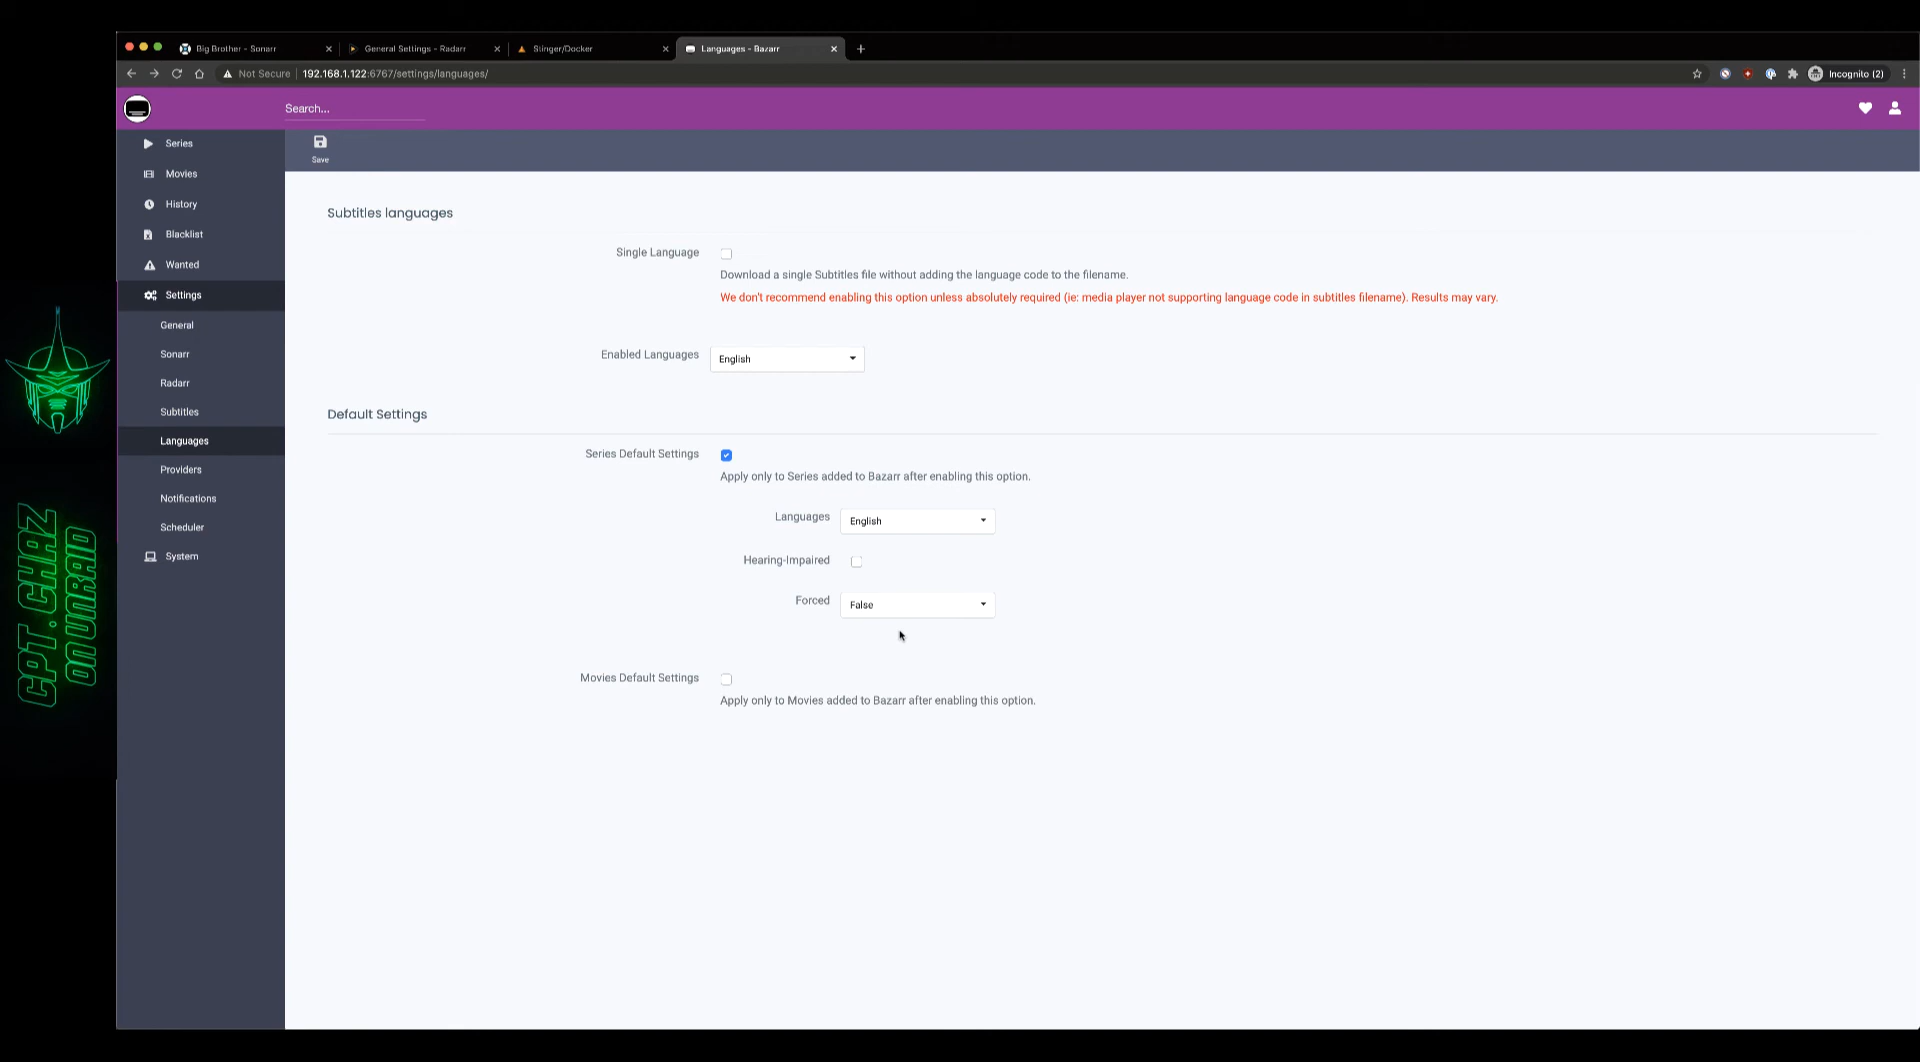 Big Brother - Sonarr
General Settings - Radarr
Stinger/Docker
Languages - Bazarr
Not Secure
192.168.1.122:6767/settings/languages/
Incognito (2)
Search...
Series
Save
Movies
History
Blacklist
Wanted
Settings
General
Sonarr
Radarr
Subtitles
Languages
Providers
Notifications
Scheduler
System
Subtitles languages
Single Language
Download a single Subtitles file without adding the language code to the filename.
We don't recommend enabling this option unless absolutely required (ie: media player not supporting language code in subtitles filename). Results may vary.
Enabled Languages
English
Default Settings
Series Default Settings
Apply only to Series added to Bazarr after enabling this option.
Languages
English
Hearing-Impaired
Forced
False
Movies Default Settings
Apply only to Movies added to Bazarr after enabling this option.
CPT.CHAZ
ON UNRAID